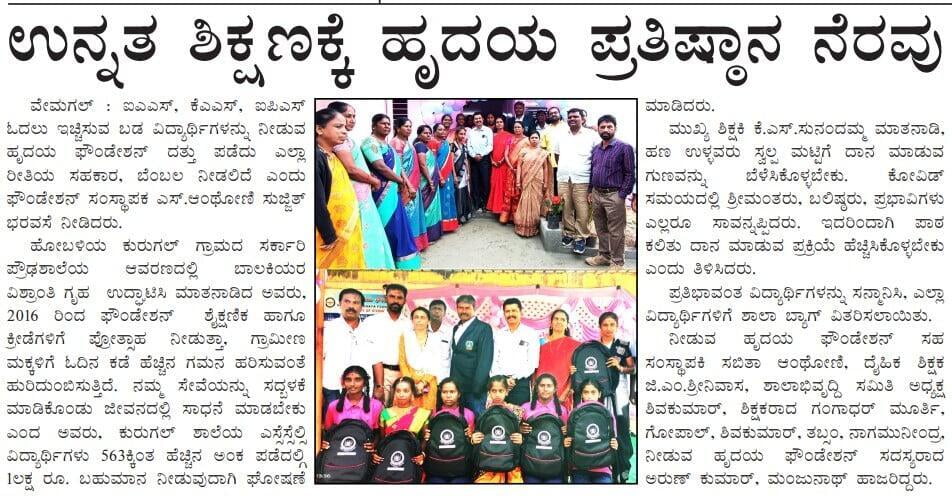 ಉನ್ನತ ಶಿಕ್ಷಣಕ್ಕೆ ಹೃದಯ ಪ್ರತಿಷ್ಠಾನ ನೆರವು
ವೇಮಗಲ್ : ಐಎಎಸ್, ಕೆಎಎಸ್, ಐಪಿಎಸ್
ಓದಲು ಇಚ್ಚಿಸುವ ಬಡ ವಿದ್ಯಾರ್ಥಿಗಳನ್ನು ನೀಡುವ
ಹೃದಯ ಫೌಂಡೇಶನ್ ದತ್ತು ಪಡೆದು ಎಲ್ಲಾ
ರೀತಿಯ ಸಹಕಾರ, ಬೆಂಬಲ ನೀಡಲಿದೆ ಎಂದು
ಫೌಂಡೇಶನ್ ಸಂಸ್ಥಾಪಕ ಎಸ್.ಆಂಥೋಣಿ ಸುಜ್ಜಿತ್
ಭರವಸೆ ನೀಡಿದರು.
ಹೋಬಳಿಯ ಕುರುಗಲ್ ಗ್ರಾಮದ ಸರ್ಕಾರಿ
ಪ್ರೌಢಶಾಲೆಯ ಆವರಣದಲ್ಲಿ ಬಾಲಕಿಯರ
ವಿಶ್ರಾಂತಿ ಗೃಹ ಉದ್ಘಾಟಿಸಿ ಮಾತನಾಡಿದ ಅವರು,
2016 ರಿಂದ ಫೌಂಡೇಶನ್ ಶೈಕ್ಷಣಿಕ ಹಾಗೂ
ಕ್ರೀಡೆಗಳಿಗೆ ಪ್ರೋತ್ಸಾಹ ನೀಡುತ್ತಾ, ಗ್ರಾಮೀಣ
ಮಕ್ಕಳಿಗೆ ಓದಿನ ಕಡೆ ಹೆಚ್ಚಿನ ಗಮನ ಹರಿಸುವಂತೆ
ಹುರಿದುಂಬಿಸುತ್ತಿದೆ. ನಮ್ಮ ಸೇವೆಯನ್ನು ಸದ್ಬಳಕೆ
ಮಾಡಿಕೊಂಡು ಜೀವನದಲ್ಲಿ ಸಾಧನೆ ಮಾಡಬೇಕು
ಎಂದ ಅವರು, ಕುರುಗಲ್ ಶಾಲೆಯ ಎಸ್ಸೆಸ್ಸೆಲ್ಸಿ
ವಿದ್ಯಾರ್ಥಿಗಳು 563ಕ್ಕಿಂತ ಹೆಚ್ಚಿನ ಅಂಕ ಪಡೆದಲ್ಲಿ
1ಲಕ್ಷ ರೂ. ಬಹುಮಾನ ನೀಡುವುದಾಗಿ ಘೋಷಣೆ
ಮಾಡಿದರು.
ಮುಖ್ಯ ಶಿಕ್ಷಕಿ ಕೆ.ಎಸ್.ಸುನಂದಮ್ಮ ಮಾತನಾಡಿ,
ಹಣ ಉಳ್ಳವರು ಸ್ವಲ್ಪ ಮಟ್ಟಿಗೆ ದಾನ ಮಾಡುವ
ಗುಣವನ್ನು ಬೆಳೆಸಿಕೊಳ್ಳಬೇಕು. ಕೋವಿಡ್
ಸಮಯದಲ್ಲಿ ಶ್ರೀಮಂತರು, ಬಲಿಷ್ಠರು, ಪ್ರಭಾವಿಗಳು
ಎಲ್ಲರೂ ಸಾವನ್ನಪ್ಪಿದರು. ಇದರಿಂದಾಗಿ ಪಾಠ
ಕಲಿತು ದಾನ ಮಾಡುವ ಪ್ರಕ್ರಿಯೆ ಹೆಚ್ಚಿಸಿಕೊಳ್ಳಬೇಕು
ಎಂದು ತಿಳಿಸಿದರು.
ಪ್ರತಿಭಾವಂತ ವಿದ್ಯಾರ್ಥಿಗಳನ್ನು ಸನ್ಮಾನಿಸಿ, ಎಲ್ಲಾ
ವಿದ್ಯಾರ್ಥಿಗಳಿಗೆ ಶಾಲಾ ಬ್ಯಾಗ್ ವಿತರಿಸಲಾಯಿತು.
ನೀಡುವ ಹೃದಯ ಫೌಂಡೇಶನ್ ಸಹ
ಸಂಸ್ಥಾಪಕಿ ಸಬಿತಾ ಆಂಥೋಣಿ, ದೈಹಿಕ ಶಿಕ್ಷಕ
ಜಿ.ಎಂ.ಶ್ರೀನಿವಾಸ, ಶಾಲಾಭಿವೃದ್ಧಿ ಸಮಿತಿ ಅಧ್ಯಕ್ಷ
ಶಿವಕುಮಾರ್, ಶಿಕ್ಷಕರಾದ ಗಂಗಾಧರ್ ಮೂರ್ತಿ,
ಗೋಪಾಲ್, ಶಿವಕುಮಾರ್, ತಬ್ಸಂ, ನಾಗಮುನೀಂದ್ರ,
ನೀಡುವ ಹೃದಯ ಫೌಂಡೇಶನ್ ಸದಸ್ಯರಾದ
ಅರುಣ್ ಕುಮಾರ್, ಮಂಜುನಾಥ್ ಹಾಜರಿದ್ದರು.